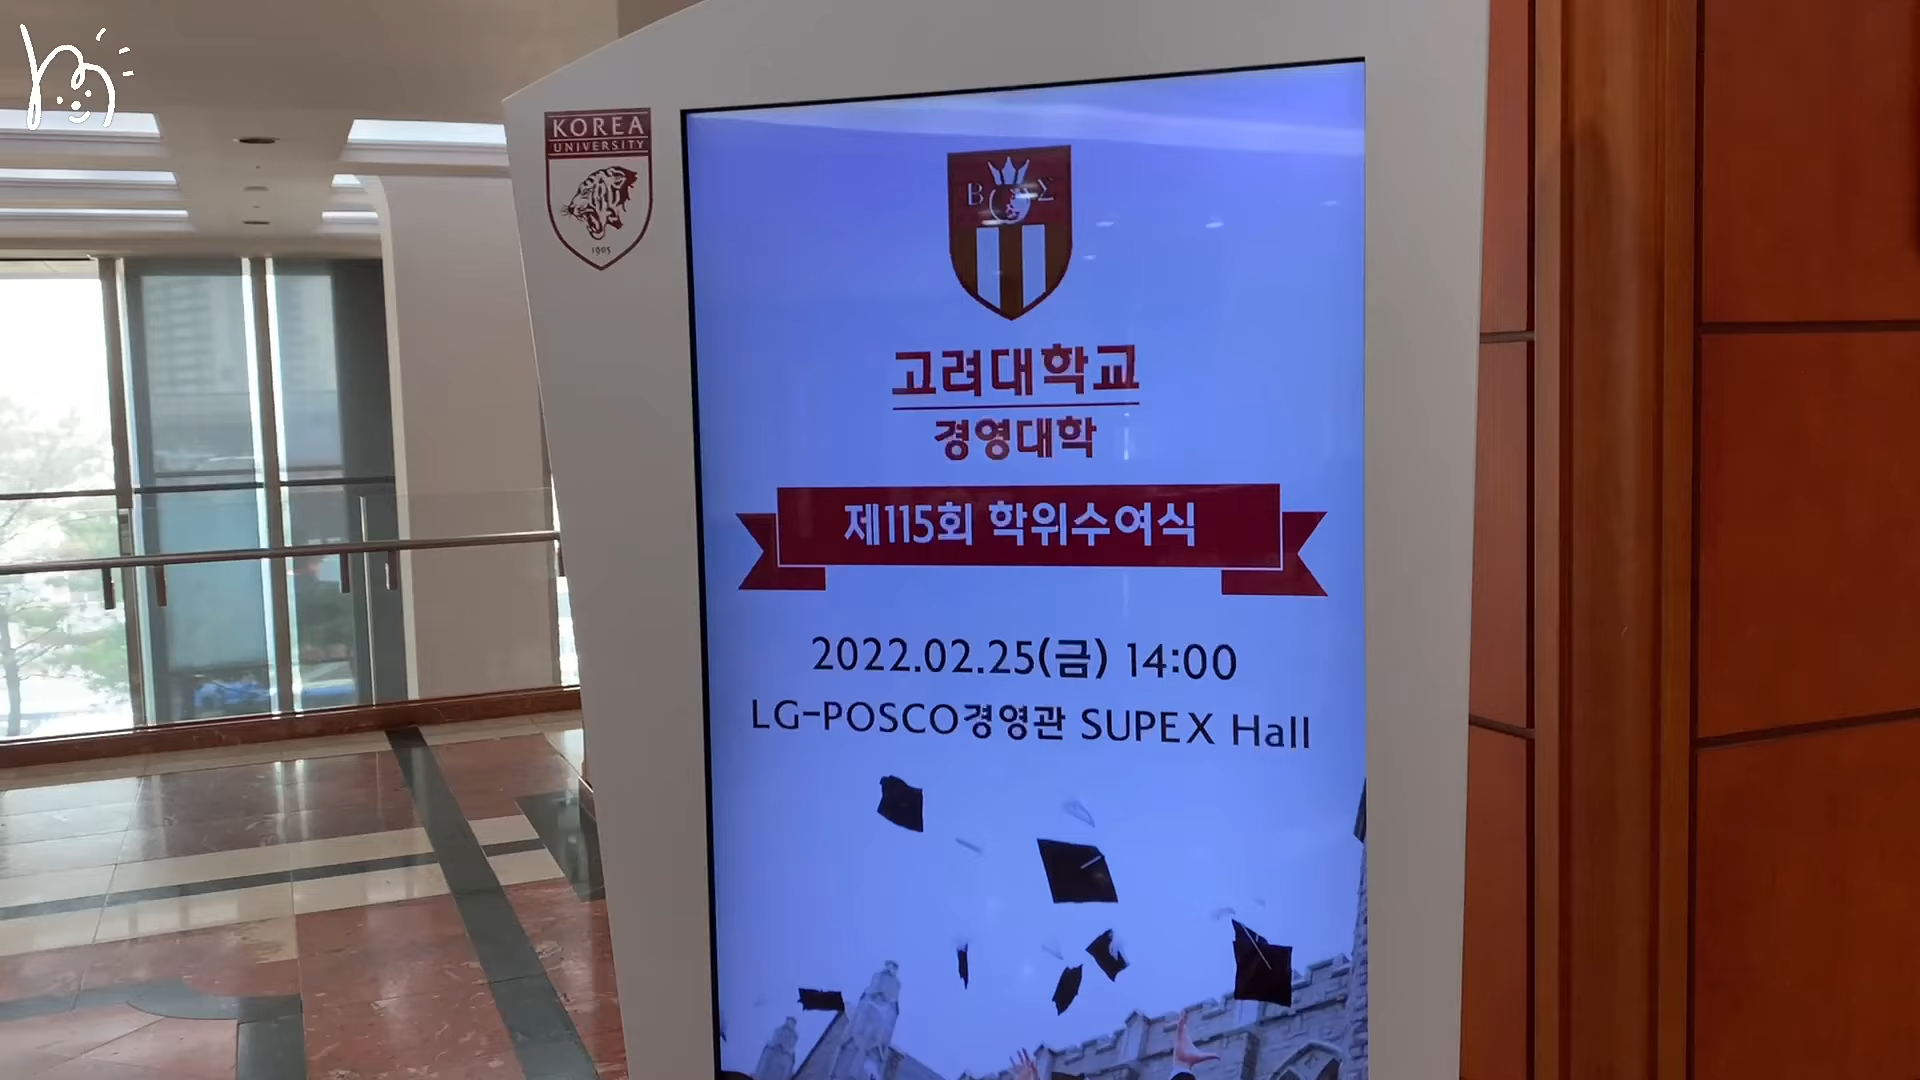 KOREA
UNIVERSITY
1905
Β Σ
고려대학교
경영대학
제115회 학위수여식
2022.02.25(금) 14:00
LG-POSCO경영관 SUPEX Hall